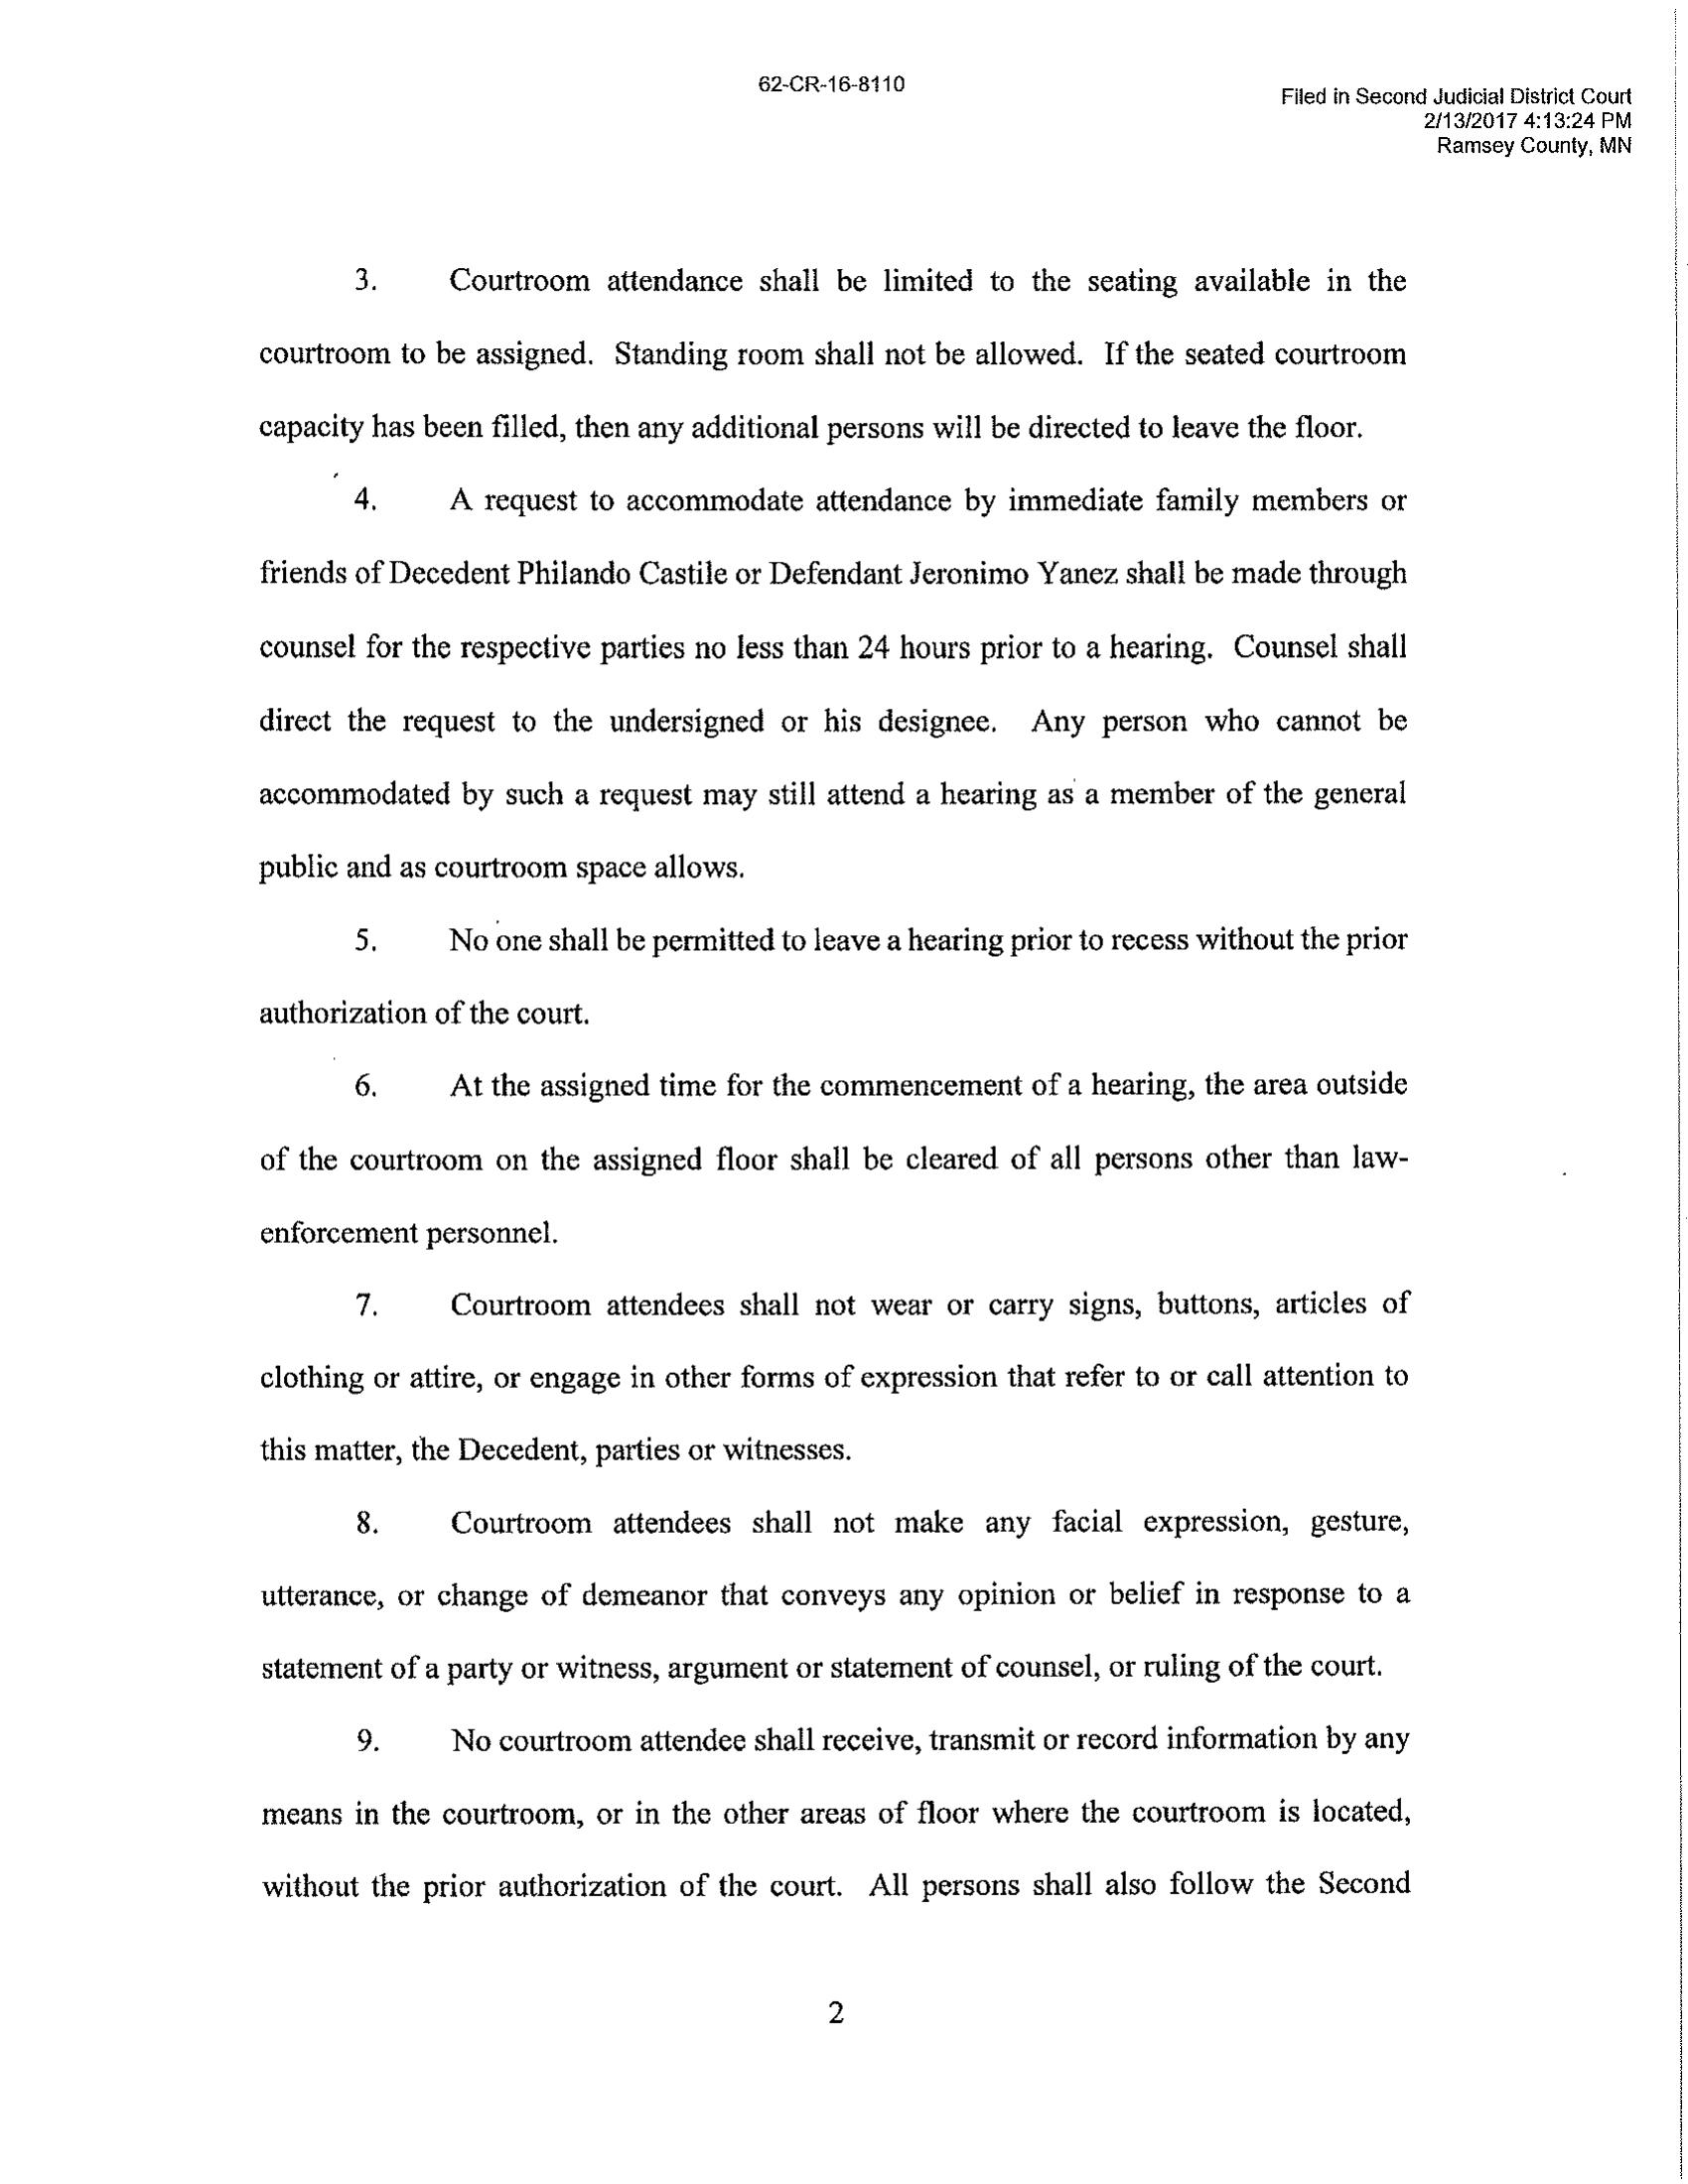 62-CR-16-8110
Filed in Second Judicial District Court
2/13/2017 4:13:24 PM
Ramsey County, MN
3. Courtroom attendance shall be limited to the seating available in the
courtroom to be assigned. Standing room shall not be allowed. If the seated courtroom
capacity has been filled, then any additional persons will be directed to leave the floor.
4. A request to accommodate attendance by immediate family members or
friends of Decedent Philando Castile or Defendant Jeronimo Yanez shall be made through
counsel for the respective parties no less than 24 hours prior to a hearing. Counsel shall
direct the request to the undersigned or his designee. Any person who cannot be
accommodated by such a request may still attend a hearing as a member of the general
public and as courtroom space allows.
5. No one shall be permitted to leave a hearing prior to recess without the prior
authorization of the court.
6. At the assigned time for the commencement of a hearing, the area outside
of the courtroom on the assigned floor shall be cleared of all persons other than law-
enforcement personnel.
7. Courtroom attendees shall not wear or carry signs, buttons, articles of
clothing or attire, or engage in other forms of expression that refer to or call attention to
this matter, the Decedent, parties or witnesses.
8. Courtroom attendees shall not make any facial expression, gesture,
utterance, or change of demeanor that conveys any opinion or belief in response to a
statement of a party or witness, argument or statement of counsel, or ruling of the court.
9. No courtroom attendee shall receive, transmit or record information by any
means in the courtroom, or in the other areas of floor where the courtroom is located,
without the prior authorization of the court. All persons shall also follow the Second
2